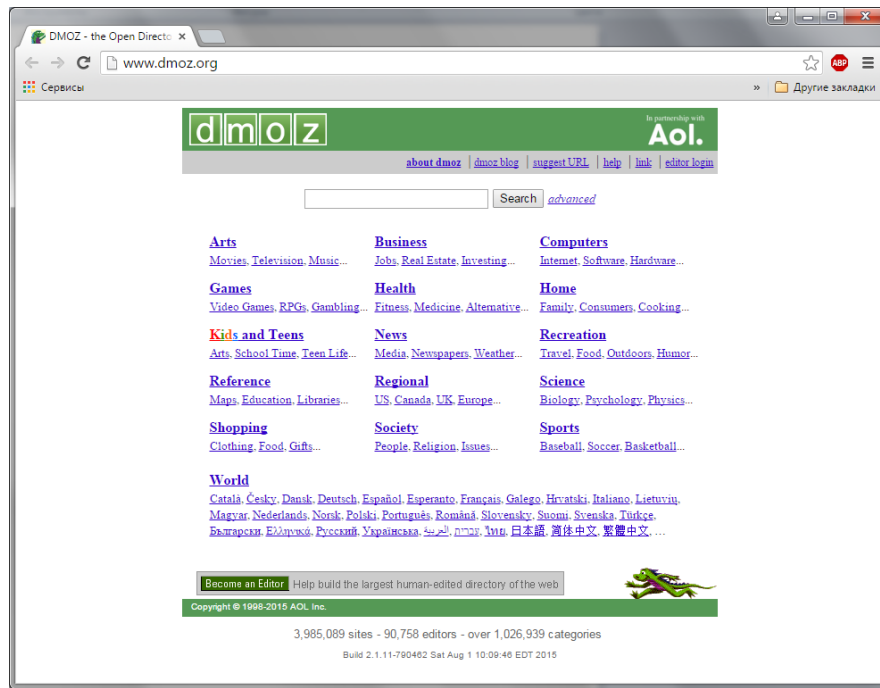 DMOZ - the Open Directo
www.dmoz.org
ABP
Сервисы
» Другие закладки
dmoz
In partnership with
Aol.
about dmoz | dmoz blog | suggest URL | help | link | editor login
Search advanced
Arts Business Computers
Movies, Television, Music... Jobs, Real Estate, Investing... Internet, Software, Hardware...
Games Health Home
Video Games, RPGs, Gambling... Fitness, Medicine, Alternative... Family, Consumers, Cooking...
Kids and Teens News Recreation
Arts, School Time, Teen Life... Media, Newspapers, Weather... Travel, Food, Outdoors, Humor...
Reference Regional Science
Maps, Education, Libraries... US, Canada, UK, Europe... Biology, Psychology, Physics...
Shopping Society Sports
Clothing, Food, Gifts... People, Religion, Issues... Baseball, Soccer, Basketball...
World
Català, Česky, Dansk, Deutsch, Español, Esperanto, Français, Galego, Hrvatski, Italiano, Lietuvių,
Magyar, Nederlands, Norsk, Polski, Português, Română, Slovensky, Suomi, Svenska, Türkçe,
Български, Ελληνικά, Русский, Українська, العربية, עברית, ไทย, 日本語, 简体中文, 繁體中文, ...
Become an Editor Help build the largest human-edited directory of the web
Copyright © 1998-2015 AOL Inc.
3,985,089 sites - 90,758 editors - over 1,026,939 categories
Build 2.1.11-790462 Sat Aug 1 10:09:46 EDT 2015